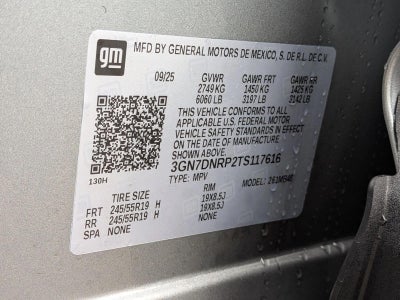 gm
MFD BY GENERAL MOTORS DE MEXICO, S. DE R.L. DE C.V.
09/25 GVWR GAWR FRT GAWR RR
2749 KG 1450 KG 1425 KG
6060 LB 3197 LB 3142 LB
THIS VEHICLE CONFORMS TO ALL
APPLICABLE U.S. FEDERAL MOTOR
VEHICLE SAFETY STANDARDS IN EFFECT
ON THE DATE OF MANUFACTURE
SHOWN ABOVE.
3GN7DNRP2TS117616
130H TYPE: MPV MODEL:
TIRE SIZE RIM
FRT 245/55R19 H 19X8.5J
RR 245/55R19 H 19X8.5J
SPA NONE NONE